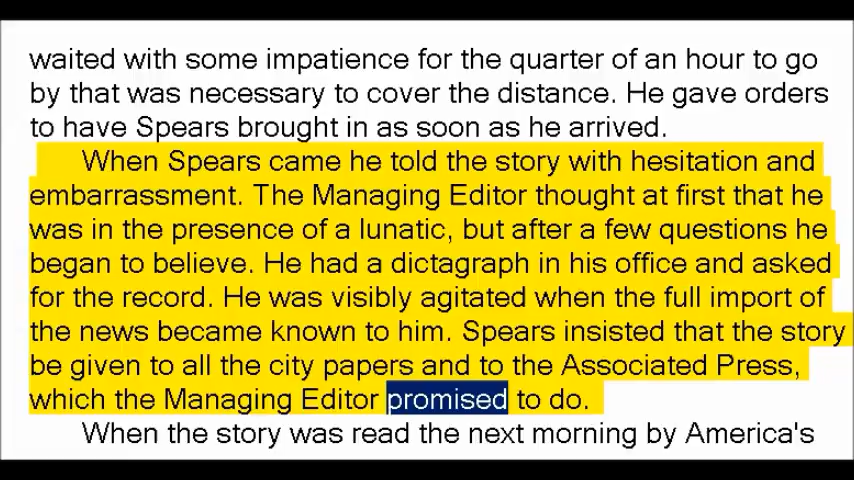 waited with some impatience for the quarter of an hour to go
by that was necessary to cover the distance. He gave orders
to have Spears brought in as soon as he arrived.
When Spears came he told the story with hesitation and
embarrassment. The Managing Editor thought at first that he
was in the presence of a lunatic, but after a few questions he
began to believe. He had a dictagraph in his office and asked
for the record. He was visibly agitated when the full import of
the news became known to him. Spears insisted that the story
be given to all the city papers and to the Associated Press,
which the Managing Editor promised to do.
When the story was read the next morning by America's